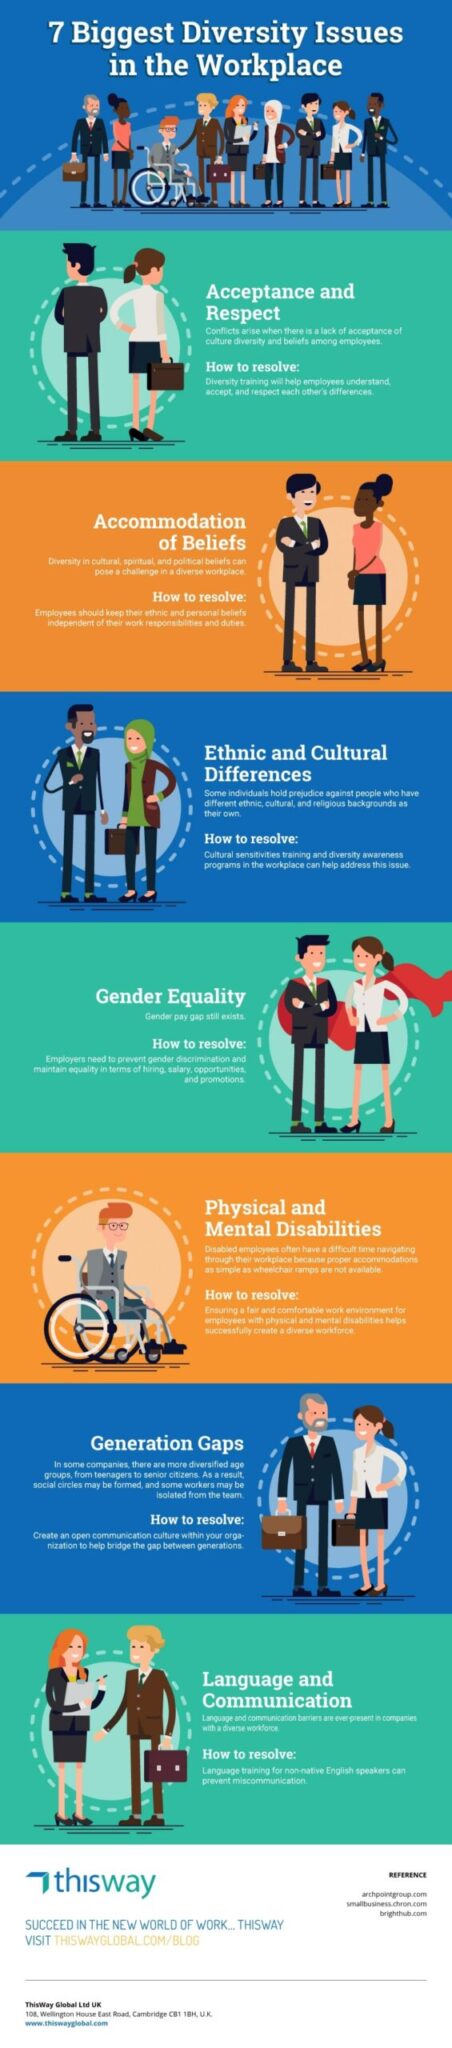 7 Biggest Diversity Issues
in the Workplace
Acceptance and
Respect
Conflicts arise when there is a lack of acceptance of
culture diversity and beliefs among employees.
How to resolve:
Diversity training will help employees understand,
accept, and respect each other's differences.
Accommodation
of Beliefs
Diversity in cultural, spiritual, and political beliefs can
pose a challenge in a diverse workplace.
How to resolve:
Employees should keep their ethnic and personal beliefs
independent of their work responsibilities and duties.
Ethnic and Cultural
Differences
Some individuals hold prejudice against people who have
different ethnic, cultural, and religious backgrounds as
their own.
How to resolve:
Cultural sensitivities training and diversity awareness
programs in the workplace can help address this issue.
Gender Equality
Gender pay gap still exists.
How to resolve:
Employers need to prevent gender discrimination and
maintain equality in terms of hiring, salary, opportunities,
and promotions.
Physical and
Mental Disabilities
Disabled employees often have a difficult time navigating
through their workplace because proper accommodations
as simple as wheelchair ramps are not available.
How to resolve:
Ensuring a fair and comfortable work environment for
employees with physical and mental disabilities helps
successfully create a diverse workforce.
Generation Gaps
In some companies, there are more diversified age
groups, from teenagers to senior citizens. As a result,
social circles may be formed, and some workers may be
isolated from the team.
How to resolve:
Create an open communication culture within your orga-
nization to help bridge the gap between generations.
Language and
Communication
Language and communication barriers are ever-present in companies
with a diverse workforce.
How to resolve:
Language training for non-native English speakers can
prevent miscommunication.
thisway
REFERENCE
archpointgroup.com
smallbusiness.chron.com
brighthub.com
SUCCEED IN THE NEW WORLD OF WORK... THISWAY
VISIT THISWAYGLOBAL.COM/BLOG
ThisWay Global Ltd UK
108, Wellington House East Road, Cambridge CB1 1BH, U.K.
www.thiswayglobal.com